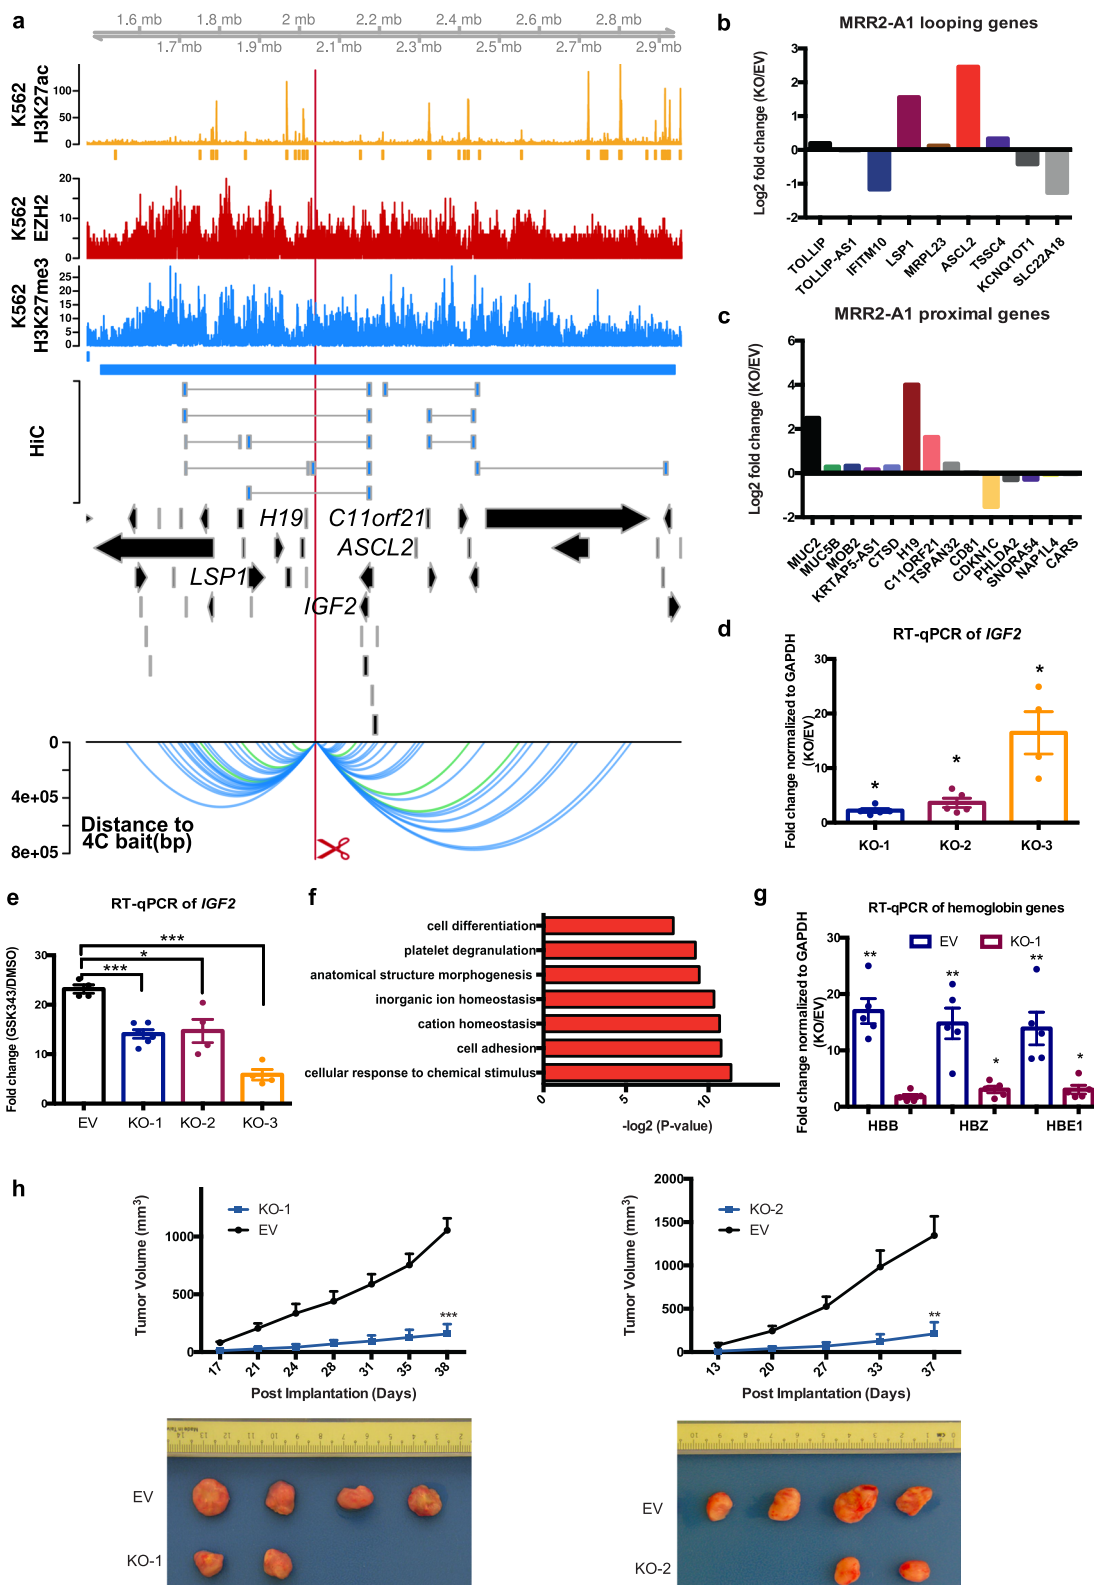 a
1.6 mb 1.8 mb 2 mb 2.2 mb 2.4 mb 2.6 mb 2.8 mb
1.7 mb 1.9 mb 2.1 mb 2.3 mb 2.5 mb 2.7 mb 2.9 mb
K562
H3K27ac
100
50
0
K562
EZH2
20
10
5
0
K562
H3K27me3
25
20
15
10
5
0
HiC
H19 C11orf21
ASCL2
LSP1
IGF2
0
4e+05
8e+05
Distance to
4C bait(bp)
b
MRR2-A1 looping genes
Log2 fold change (KO/EV)
3
2
1
0
-1
-2
TOLLIP
TOLLIP-AS1
IFITM10
LSP1
MRPL23
ASCL2
TSSC4
KCNQ1OT1
SLC22A18
c
MRR2-A1 proximal genes
Log2 fold change (KO/EV)
6
4
2
0
-2
MUC2
MUC5B
MOB2
KRTAP5-AS1
CTSD
H19
C11ORF21
TSPAN32
CD81
CDKN1C
PHLDA2
SNORA54
NAP1L4
CARS
d
RT-qPCR of IGF2
Fold change normalized to GAPDH
(KO/EV)
30
20
10
0
* * *
KO-1 KO-2 KO-3
e
RT-qPCR of IGF2
Fold change (GSK343/DMSO)
30
20
10
0
***
*
***
EV KO-1 KO-2 KO-3
f
cell differentiation
platelet degranulation
anatomical structure morphogenesis
inorganic ion homeostasis
cation homeostasis
cell adhesion
cellular response to chemical stimulus
0 5 10
-log2 (P-value)
g
RT-qPCR of hemoglobin genes
Fold change normalized to GAPDH
(KO/EV)
EV KO-1
30
20
10
0
** ** * ** *
HBB HBZ HBE1
h
Tumor Volume (mm3)
KO-1
EV
1000
500
0
***
17 21 24 28 31 35 38
Post Implantation (Days)
Tumor Volume (mm3)
KO-2
EV
2000
1500
1000
500
0
**
13 20 27 33 37
Post Implantation (Days)
EV
KO-1
EV
KO-2